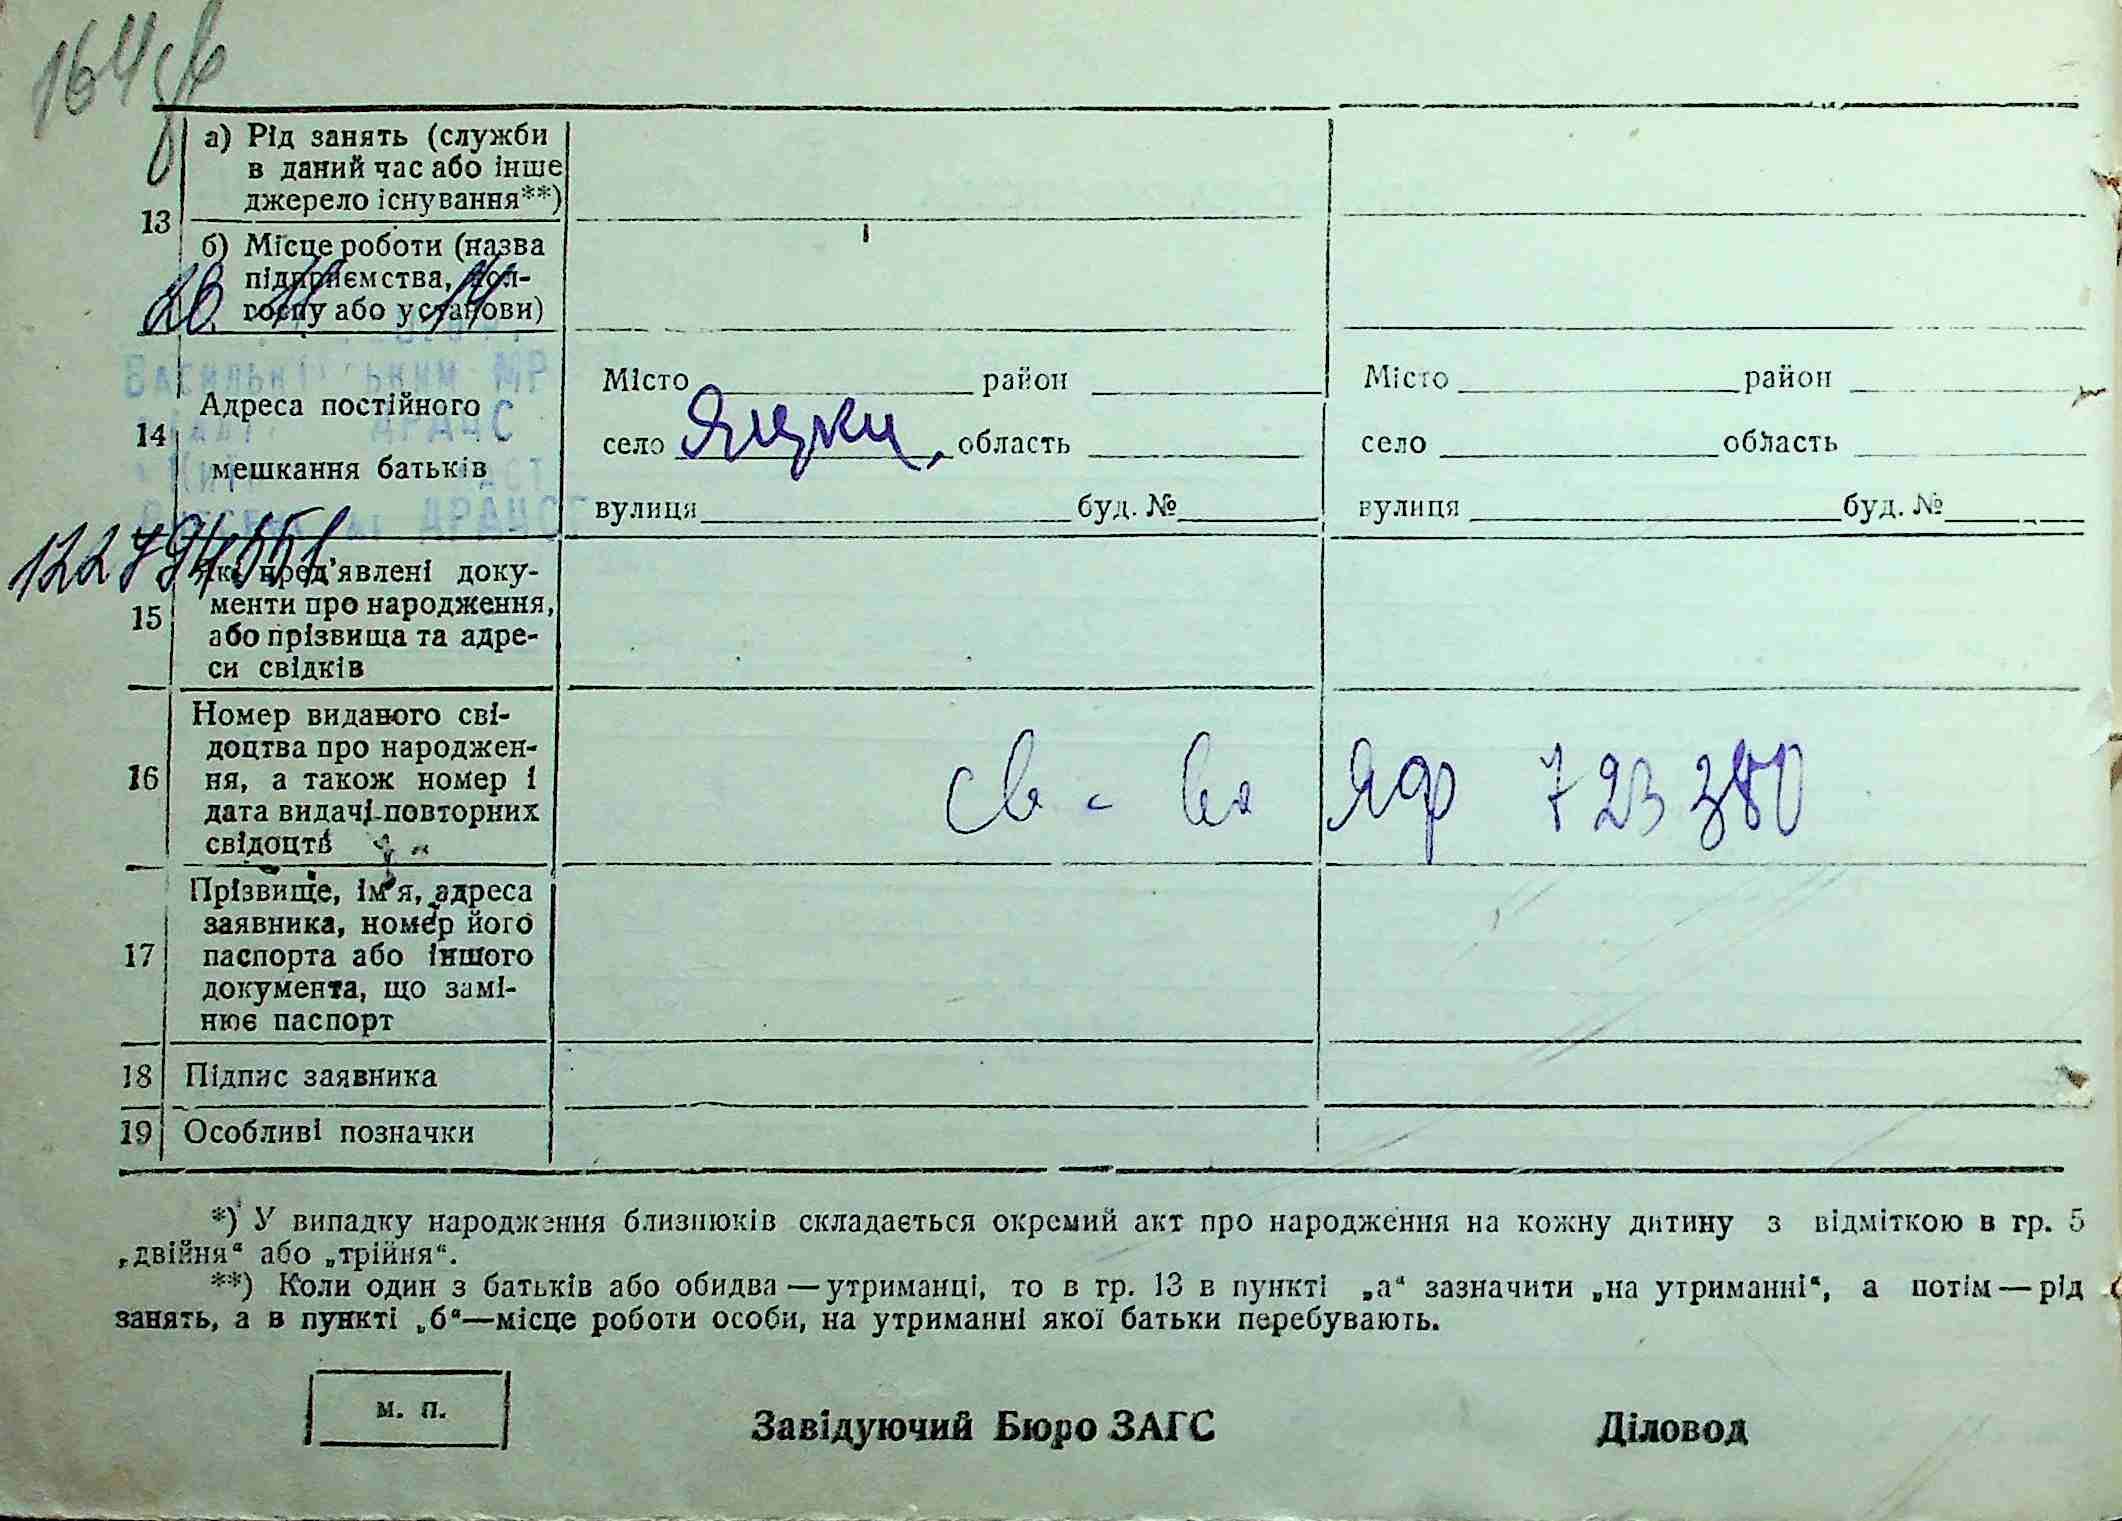 164 зв
13
а) Рід занять (служби
в даний час або інше
джерело існування**)
б) Місце роботи (назва
підприємства, кол-
госпу або установи)
Васильківським МР
ДРАЦС
ДРАЦСГ
14
Адреса постійного
мешкання батьків
Місто район
село Яцки, область
вулиця буд. №
Місто район
село область
вулиця буд. №
15
Які пред'явлені доку-
менти про народження,
або прізвища та адре-
си свідків
16
Номер виданого сві-
доцтва про народжен-
ня, а також номер і
дата видачі повторних
свідоцтв
св-во ЯФ 723380
17
Прізвище, ім'я, адреса
заявника, номер його
паспорта або іншого
документа, що замі-
нює паспорт
18 Підпис заявника
19 Особливі позначки
*) У випадку народження близнюків складається окремий акт про народження на кожну дитину з відміткою в гр. 5
„двійня“ або „трійня“.
**) Коли один з батьків або обидва — утриманці, то в гр. 13 в пункті „а“ зазначити „на утриманні“, а потім — рід
занять, а в пункті „б“—місце роботи особи, на утриманні якої батьки перебувають.
м. п.
Завідуючий Бюро ЗАГС
Діловод